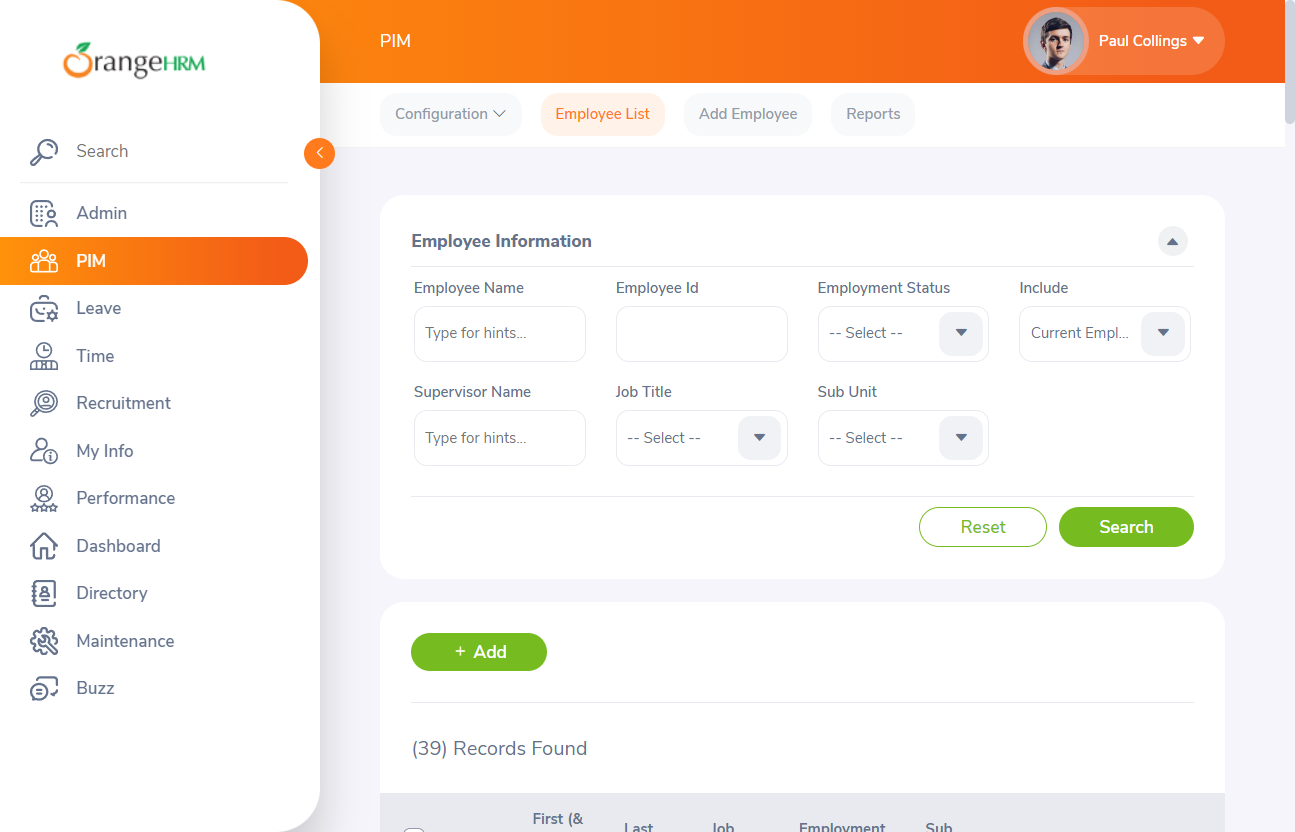 OrangeHRM
PIM
Paul Collings
Configuration
Employee List
Add Employee
Reports
Search
Admin
PIM
Leave
Time
Recruitment
My Info
Performance
Dashboard
Directory
Maintenance
Buzz
Employee Information
Employee Name
Employee Id
Employment Status
Include
Type for hints...
-- Select --
Current Empl...
Supervisor Name
Job Title
Sub Unit
Type for hints...
-- Select --
-- Select --
Reset
Search
+ Add
(39) Records Found
First (&
Last
Job
Employment
Sub